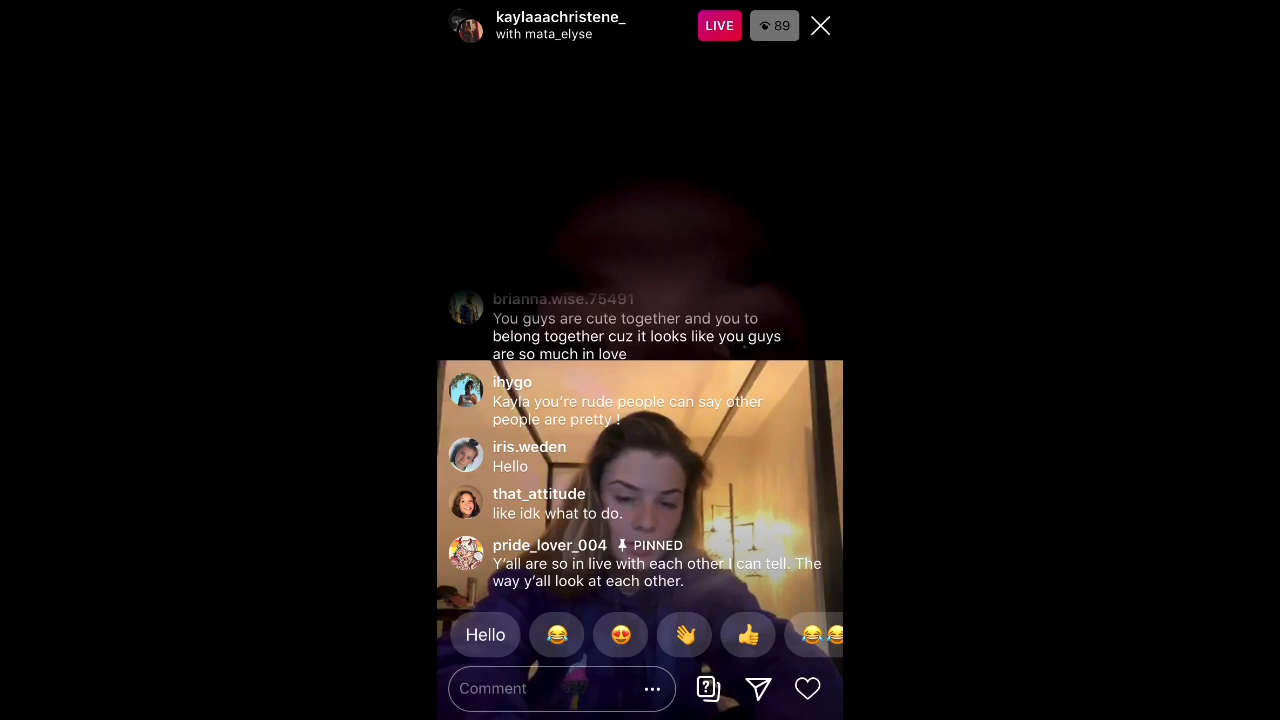 kaylaaachristene_
with mata_elyse
LIVE
89
brianna.wise.75491
You guys are cute together and you to
belong together cuz it looks like you guys
are so much in love
ihygo
Kayla you're rude people can say other
people are pretty !
iris.weden
Hello
that_attitude
like idk what to do.
pride_lover_004 PINNED
Y'all are so in live with each other I can tell. The
way y'all look at each other.
Hello
Comment